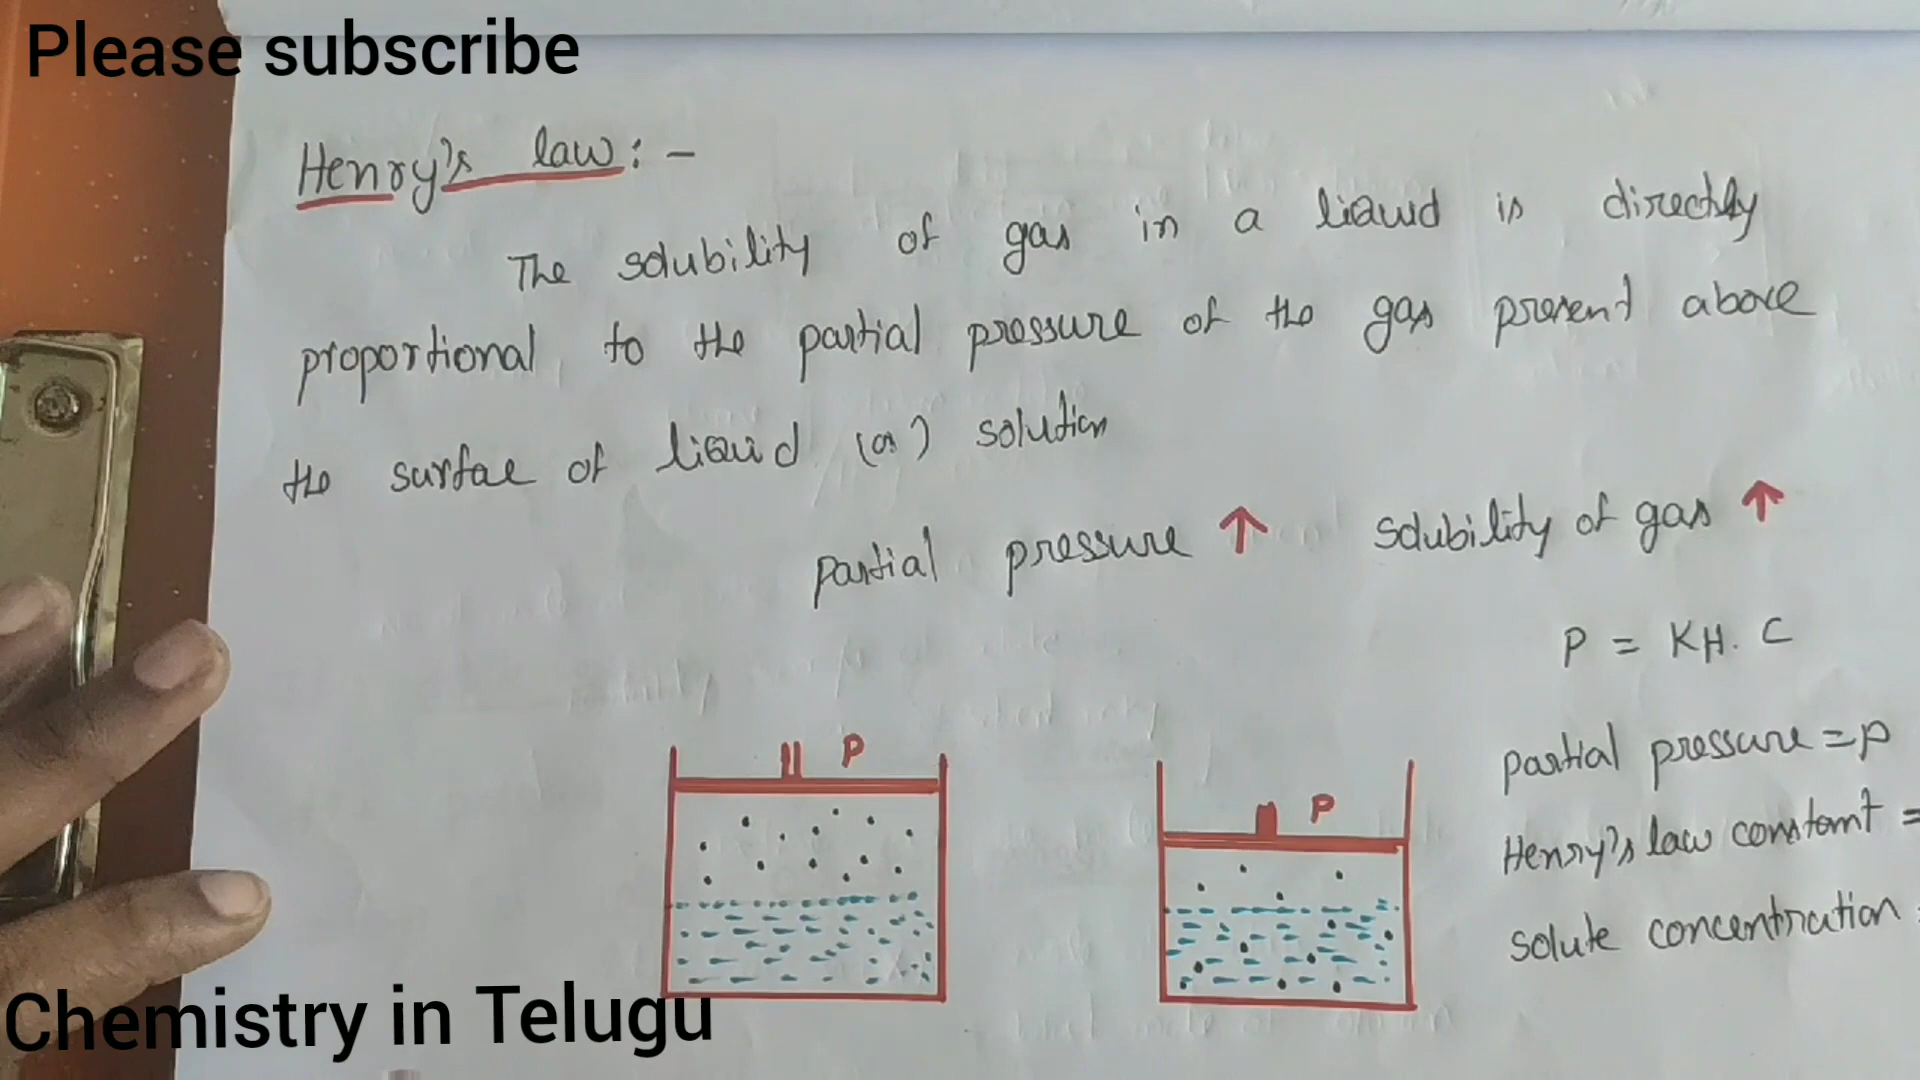 Please subscribe
Henry's law: -
The solubility of gas in a liquid is directly
proportional to the partial pressure of the gas present above
the surfae of liquid (or) solution
partial pressure ↑ solubility of gas ↑
P = KH. C
partial pressure = p
Henry's law constant =
solute concentration
P
P
Chemistry in Telugu